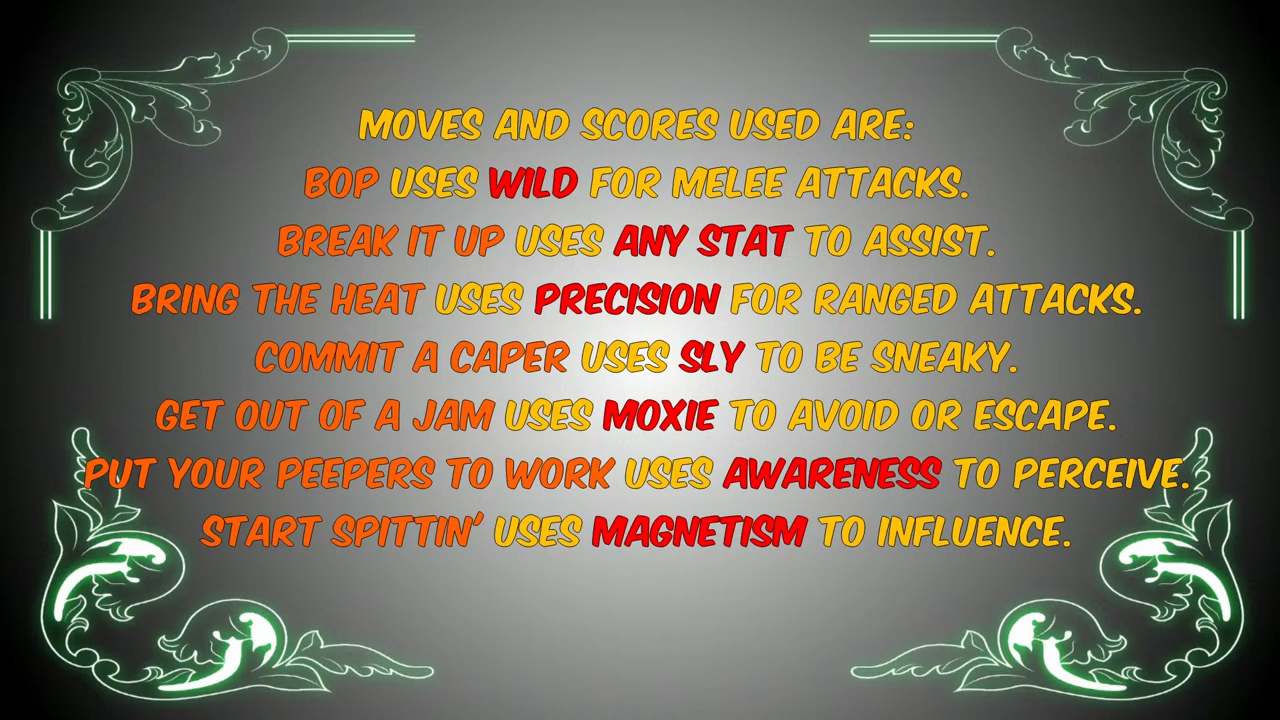 MOVES AND SCORES USED ARE:
BOP USES WILD FOR MELEE ATTACKS.
BREAK IT UP USES ANY STAT TO ASSIST.
BRING THE HEAT USES PRECISION FOR RANGED ATTACKS.
COMMIT A CAPER USES SLY TO BE SNEAKY.
GET OUT OF A JAM USES MOXIE TO AVOID OR ESCAPE.
PUT YOUR PEEPERS TO WORK USES AWARENESS TO PERCEIVE.
START SPITTIN' USES MAGNETISM TO INFLUENCE.